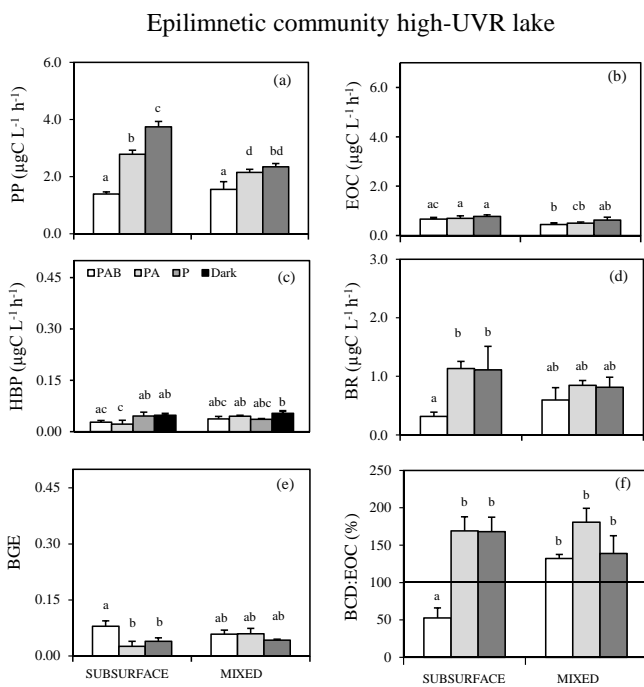 Epilimnetic community high-UVR lake
(a)
PP (µgC L⁻¹ h⁻¹)
6.0
4.0
2.0
0.0
a b c a d bd
(b)
EOC (µgC L⁻¹ h⁻¹)
6.0
4.0
2.0
0.0
ac a a b cb ab
(c)
PAB PA P Dark
HBP (µgC L⁻¹ h⁻¹)
0.45
0.30
0.15
0.00
ac c ab ab abc ab abc b
(d)
BR (µgC L⁻¹ h⁻¹)
3.0
2.0
1.0
0.0
a b b ab ab ab
(e)
BGE
0.45
0.30
0.15
0.00
a b b ab ab ab
SUBSURFACE MIXED
(f)
BCD:EOC (%)
250
200
150
100
50
0
a b b b b b
SUBSURFACE MIXED